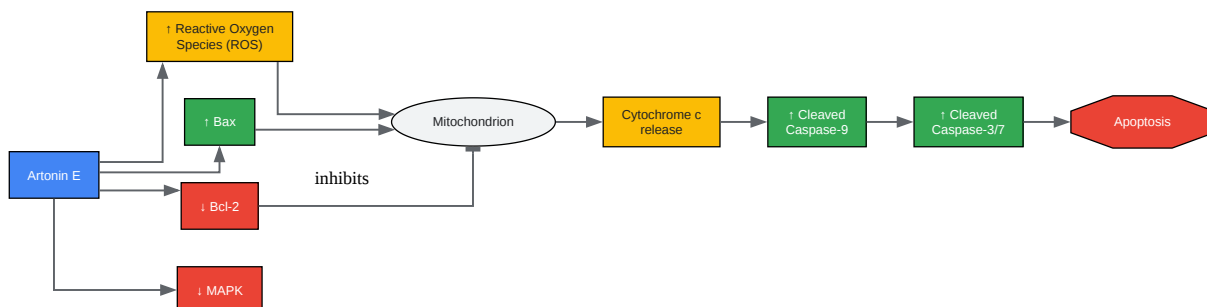 ↑ Reactive Oxygen
Species (ROS)
↑ Bax
Mitochondrion
Cytochrome c
release
↑ Cleaved
Caspase-9
↑ Cleaved
Caspase-3/7
Apoptosis
Artonin E
inhibits
↓ Bcl-2
↓ MAPK